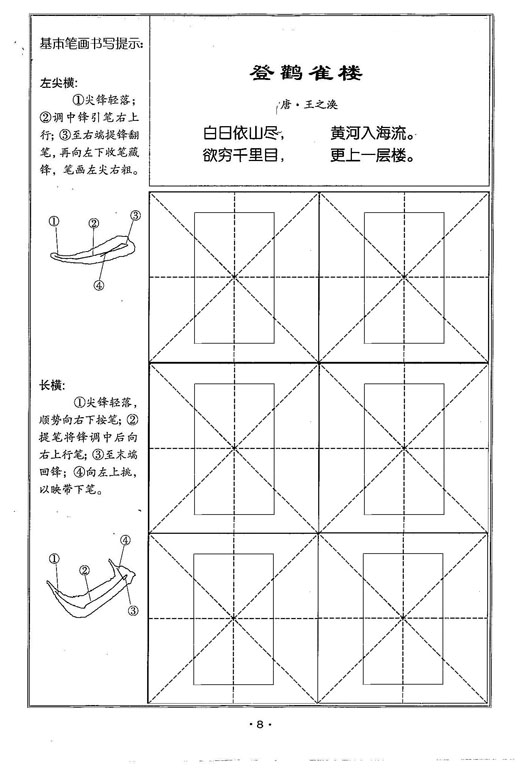 基本笔画书写提示:
左尖横:
①尖锋轻落;
②调中锋引笔右上
行;③至右端提锋翻
笔,再向左下收笔藏
锋,笔画左尖右粗。
① ② ③
④
长横:
①尖锋轻落,
顺势向右下按笔;②
提笔将锋调中后向
右上行笔;③至末端
回锋;④向左上挑,
以映带下笔。
④
① ②
③
登鹳雀楼
唐·王之涣
白日依山尽, 黄河入海流。
欲穷千里目, 更上一层楼。
·8·